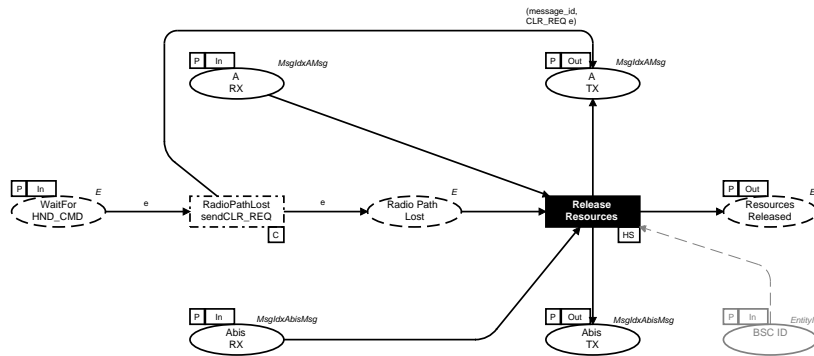 (message_id,
CLR_REQ e)
P In
MsgIdxAMsg
A
RX
P Out
MsgIdxAMsg
A
TX
P In
E
WaitFor
HND_CMD
e
RadioPathLost
sendCLR_REQ
C
e
E
Radio Path
Lost
Release
Resources
HS
P Out
E
Resources
Released
P In
MsgIdxAbisMsg
Abis
RX
P Out
MsgIdxAbisMsg
Abis
TX
P In
BSC ID